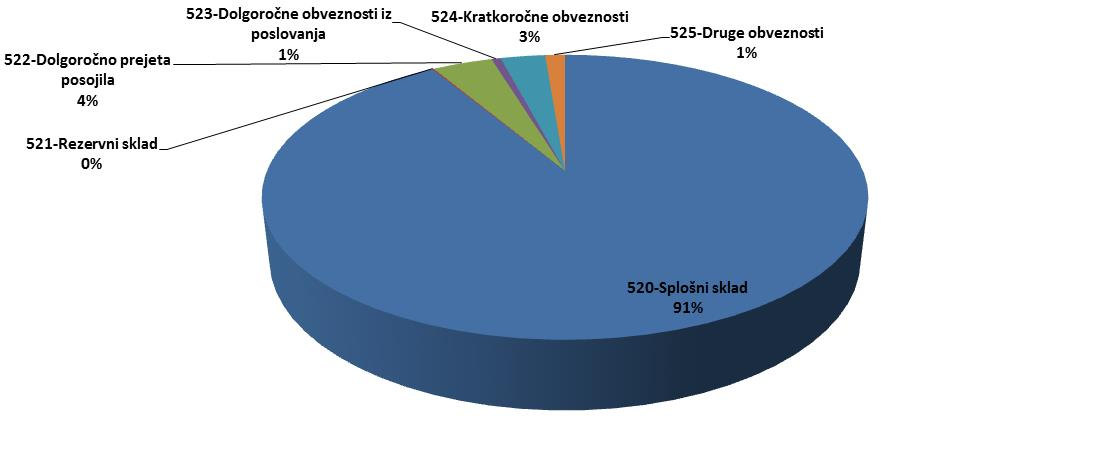 523-Dolgoročne obveznosti iz
poslovanja
1%
524-Kratkoročne obveznosti
3%
525-Druge obveznosti
1%
522-Dolgoročno prejeta
posojila
4%
521-Rezervni sklad
0%
520-Splošni sklad
91%